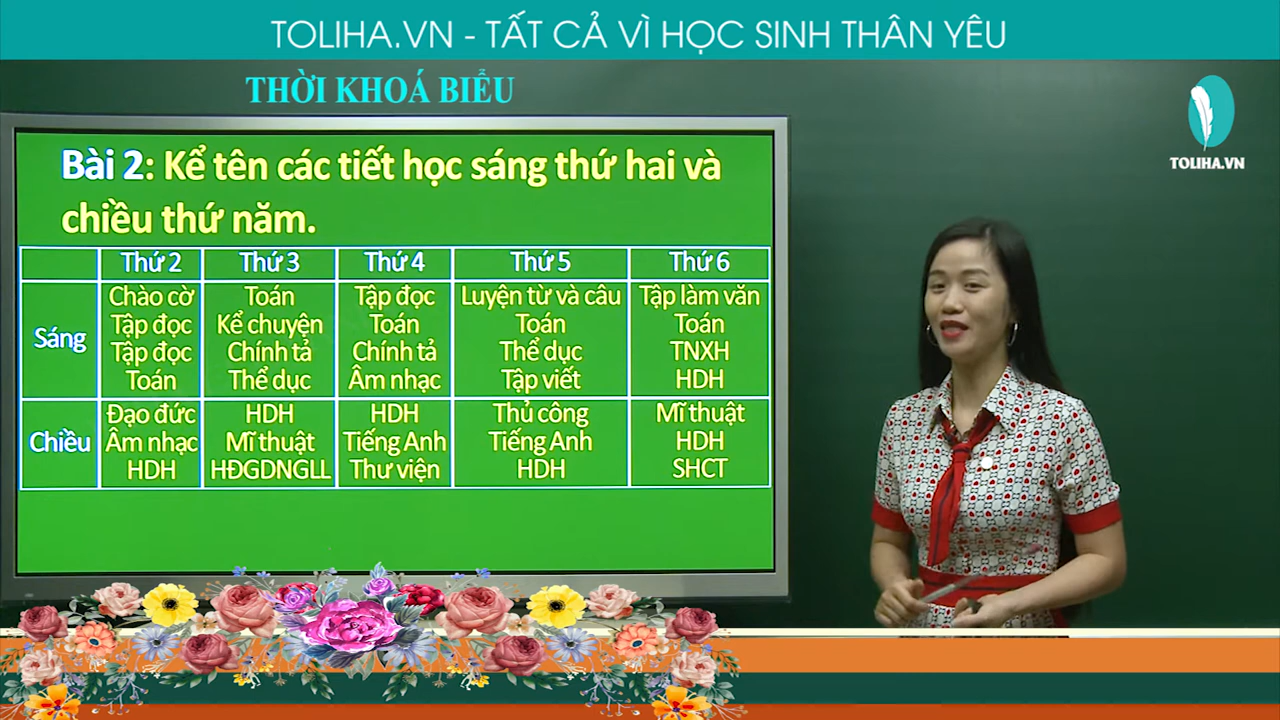 TOLIHA.VN - TẤT CẢ VÌ HỌC SINH THÂN YÊU
THỜI KHOÁ BIỂU
TOLIHA.VN
Bài 2: Kể tên các tiết học sáng thứ hai và
chiều thứ năm.
Thứ 2 Thứ 3 Thứ 4 Thứ 5 Thứ 6
Chào cờ Toán Tập đọc Luyện từ và câu Tập làm văn
Tập đọc Kể chuyện Toán Toán Toán
Sáng
Tập đọc Chính tả Chính tả Thể dục TNXH
Toán Thể dục Âm nhạc Tập viết HDH
Đạo đức HDH HDH Thủ công Mĩ thuật
Chiều Âm nhạc Mĩ thuật Tiếng Anh Tiếng Anh HDH
HDH HĐGDNGLL Thư viện HDH SHCT